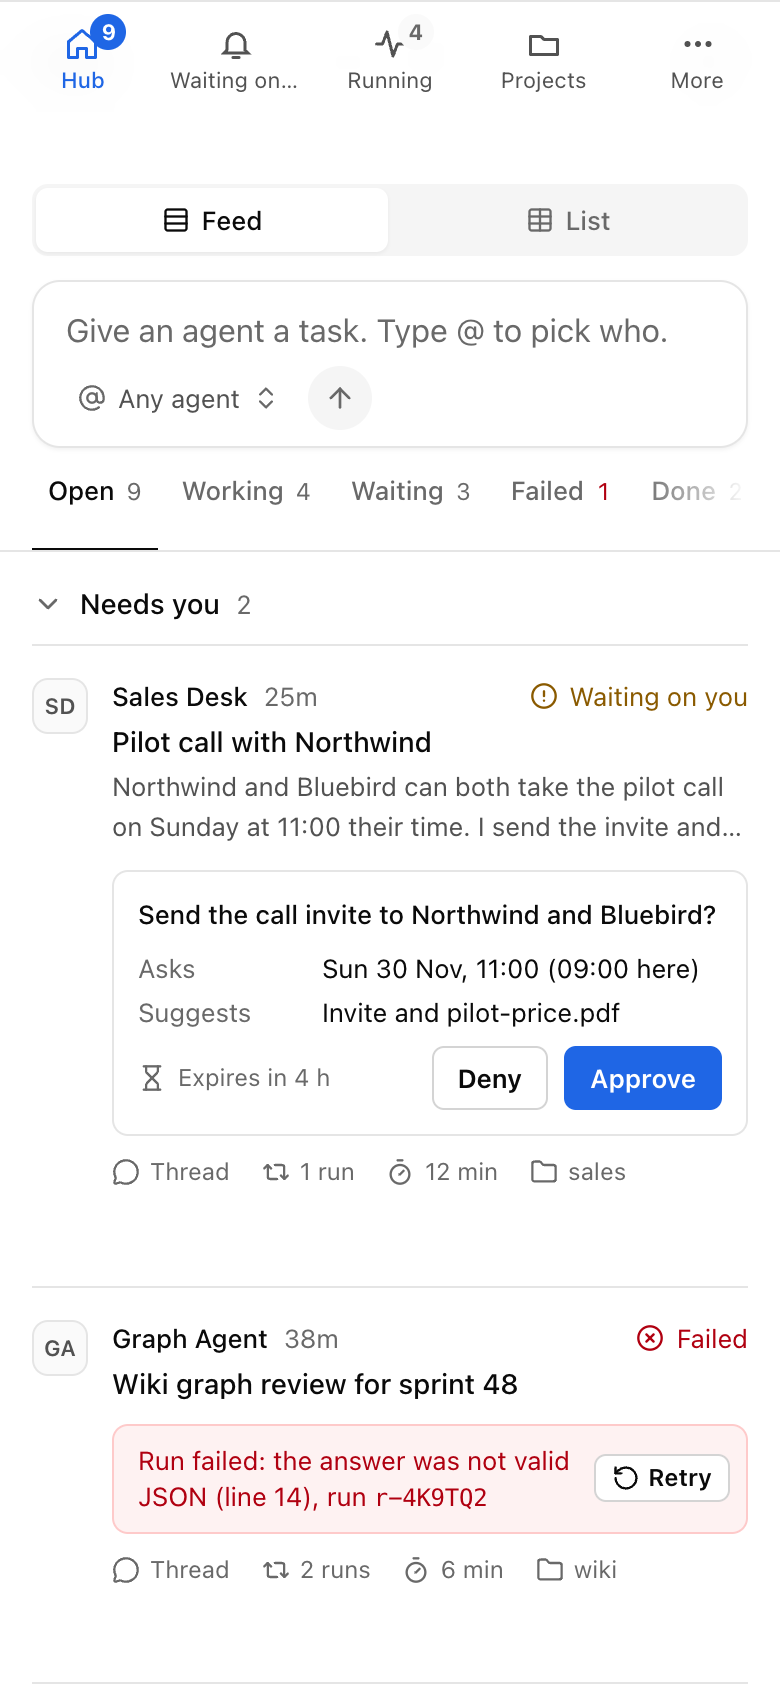 9
4
Hub
Waiting on...
Running
Projects
More
Feed
List
Give an agent a task. Type @ to pick who.
@ Any agent
Open 9
Working 4
Waiting 3
Failed 1
Done 2
Needs you 2
SD
Sales Desk 25m
Waiting on you
Pilot call with Northwind
Northwind and Bluebird can both take the pilot call
on Sunday at 11:00 their time. I send the invite and...
Send the call invite to Northwind and Bluebird?
Asks Sun 30 Nov, 11:00 (09:00 here)
Suggests Invite and pilot-price.pdf
Expires in 4 h
Deny
Approve
Thread 1 run 12 min sales
GA
Graph Agent 38m
Failed
Wiki graph review for sprint 48
Run failed: the answer was not valid
JSON (line 14), run r-4K9TQ2
Retry
Thread 2 runs 6 min wiki